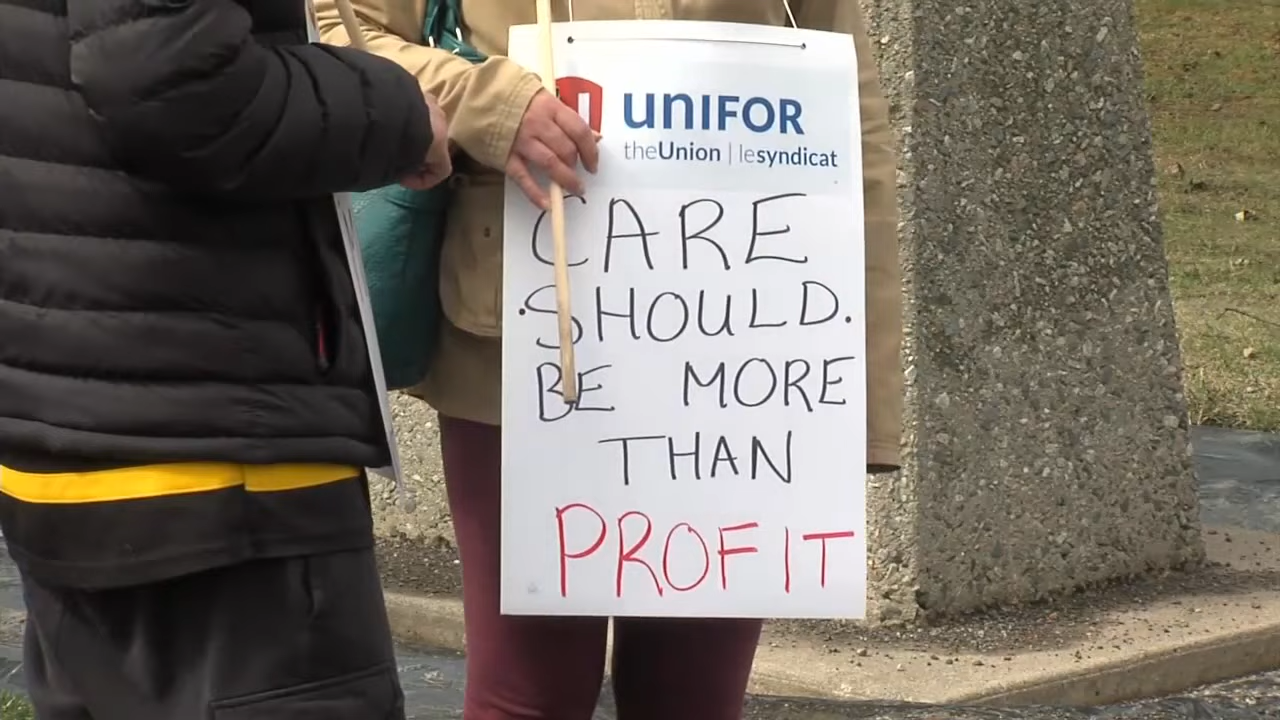 UNIFOR
theUnion | lesyndicat
CARE
SHOULD.
BE MORE
THAN
PROFIT